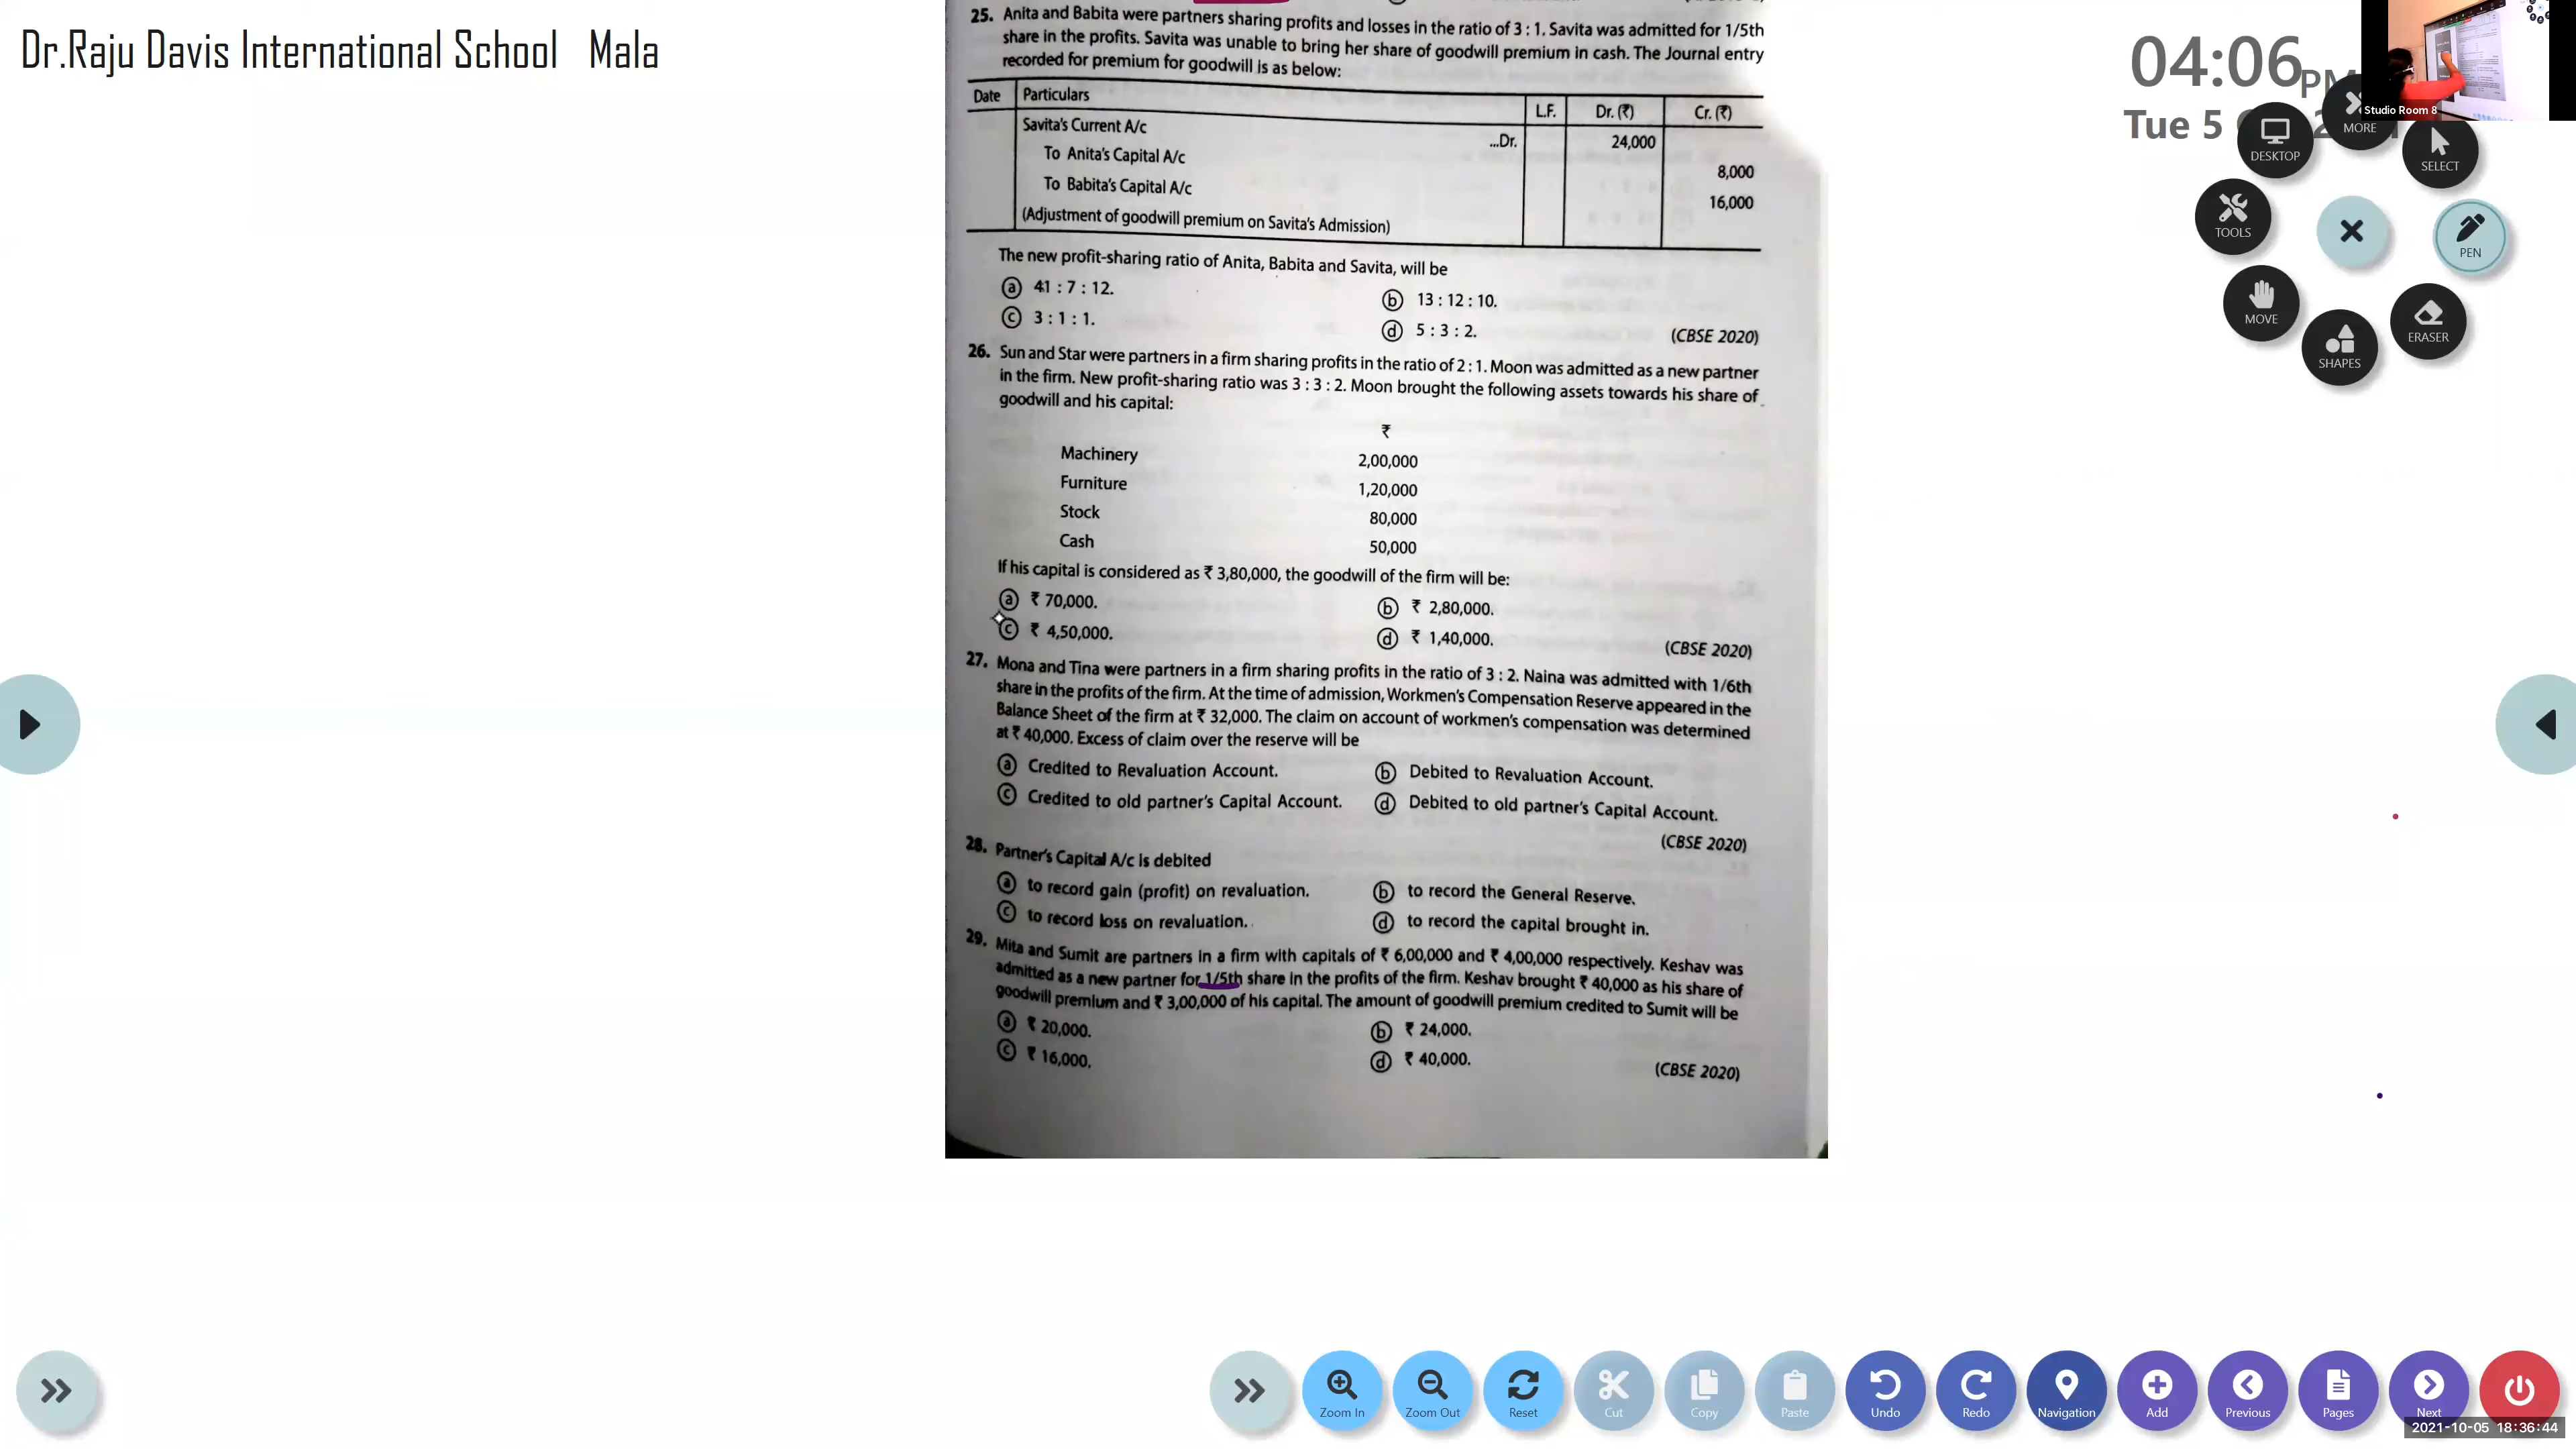 Dr.Raju Davis International School Mala
04:06 PM
Tue 5
Studio Room 8
MORE
DESKTOP
SELECT
TOOLS
PEN
MOVE
ERASER
SHAPES
25. Anita and Babita were partners sharing profits and losses in the ratio of 3 : 1. Savita was admitted for 1/5th
share in the profits. Savita was unable to bring her share of goodwill premium in cash. The Journal entry
recorded for premium for goodwill is as below:
Date Particulars L.F. Dr. (₹) Cr. (₹)
Savita's Current A/c ...Dr. 24,000
To Anita's Capital A/c 8,000
To Babita's Capital A/c 16,000
(Adjustment of goodwill premium on Savita's Admission)
The new profit-sharing ratio of Anita, Babita and Savita, will be
(a) 41 : 7 : 12. (b) 13 : 12 : 10.
(c) 3 : 1 : 1. (d) 5 : 3 : 2. (CBSE 2020)
26. Sun and Star were partners in a firm sharing profits in the ratio of 2 : 1. Moon was admitted as a new partner
in the firm. New profit-sharing ratio was 3 : 3 : 2. Moon brought the following assets towards his share of
goodwill and his capital:
₹
Machinery 2,00,000
Furniture 1,20,000
Stock 80,000
Cash 50,000
If his capital is considered as ₹ 3,80,000, the goodwill of the firm will be:
(a) ₹ 70,000. (b) ₹ 2,80,000.
(c) ₹ 4,50,000. (d) ₹ 1,40,000. (CBSE 2020)
27. Mona and Tina were partners in a firm sharing profits in the ratio of 3 : 2. Naina was admitted with 1/6th
share in the profits of the firm. At the time of admission, Workmen's Compensation Reserve appeared in the
Balance Sheet of the firm at ₹ 32,000. The claim on account of workmen's compensation was determined
at ₹ 40,000. Excess of claim over the reserve will be
(a) Credited to Revaluation Account. (b) Debited to Revaluation Account.
(c) Credited to old partner's Capital Account. (d) Debited to old partner's Capital Account.
(CBSE 2020)
28. Partner's Capital A/c is debited
(a) to record gain (profit) on revaluation. (b) to record the General Reserve.
(c) to record loss on revaluation. (d) to record the capital brought in.
29. Mita and Sumit are partners in a firm with capitals of ₹ 6,00,000 and ₹ 4,00,000 respectively. Keshav was
admitted as a new partner for 1/5th share in the profits of the firm. Keshav brought ₹ 40,000 as his share of
goodwill premium and ₹ 3,00,000 of his capital. The amount of goodwill premium credited to Sumit will be
(a) ₹ 20,000. (b) ₹ 24,000.
(c) ₹ 16,000. (d) ₹ 40,000. (CBSE 2020)
Zoom In Zoom Out Reset Cut Copy Paste Undo Redo Navigation Add Previous Pages Next
2021-10-05 18:36:44